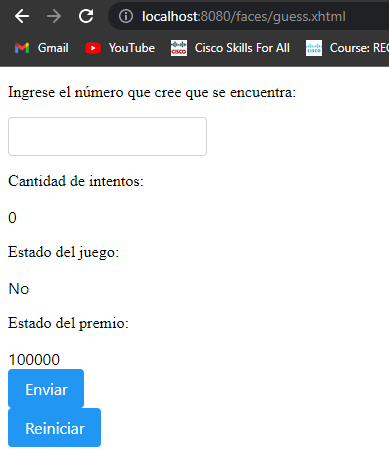 localhost:8080/faces/guess.xhtml
Gmail YouTube CISCO Cisco Skills For All Course: REC
Ingrese el número que cree que se encuentra:
Cantidad de intentos:
0
Estado del juego:
No
Estado del premio:
100000
Enviar
Reiniciar